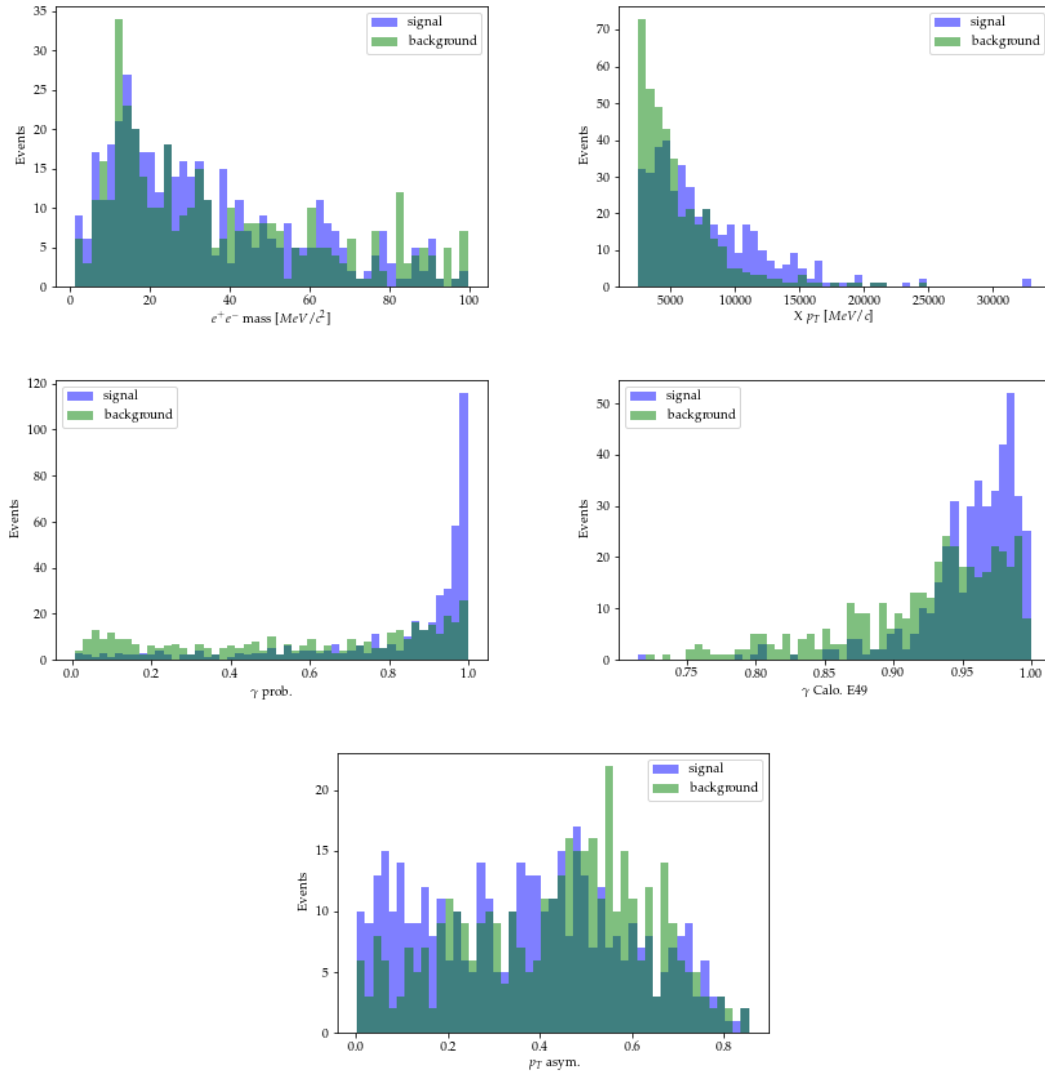 35
30
25
20
15
10
5
0
Events
signal
background
0 20 40 60 80 100
e⁺e⁻ mass [MeV/c²]
70
60
50
40
30
20
10
0
Events
signal
background
5000 10000 15000 20000 25000 30000
X p_T [MeV/c]
120
100
80
60
40
20
0
Events
signal
background
0.0 0.2 0.4 0.6 0.8 1.0
γ prob.
50
40
30
20
10
0
Events
signal
background
0.75 0.80 0.85 0.90 0.95 1.00
γ Calo. E49
20
15
10
5
0
Events
signal
background
0.0 0.2 0.4 0.6 0.8
p_T asym.